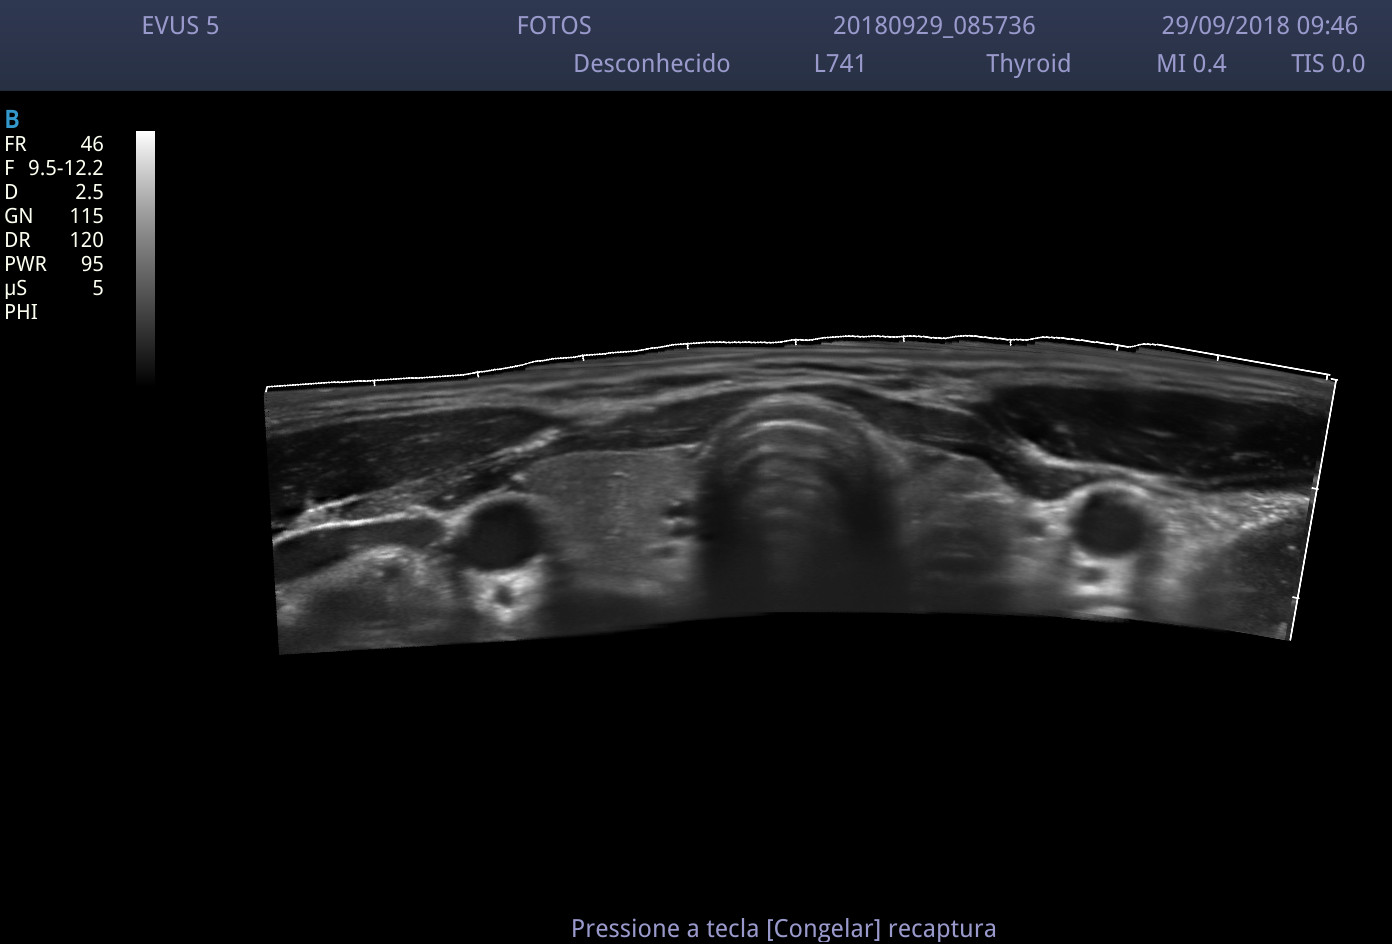 EVUS 5 FOTOS 20180929_085736 29/09/2018 09:46
Desconhecido L741 Thyroid MI 0.4 TIS 0.0
B
FR 46
F 9.5-12.2
D 2.5
GN 115
DR 120
PWR 95
µS 5
PHI
Pressione a tecla [Congelar] recaptura